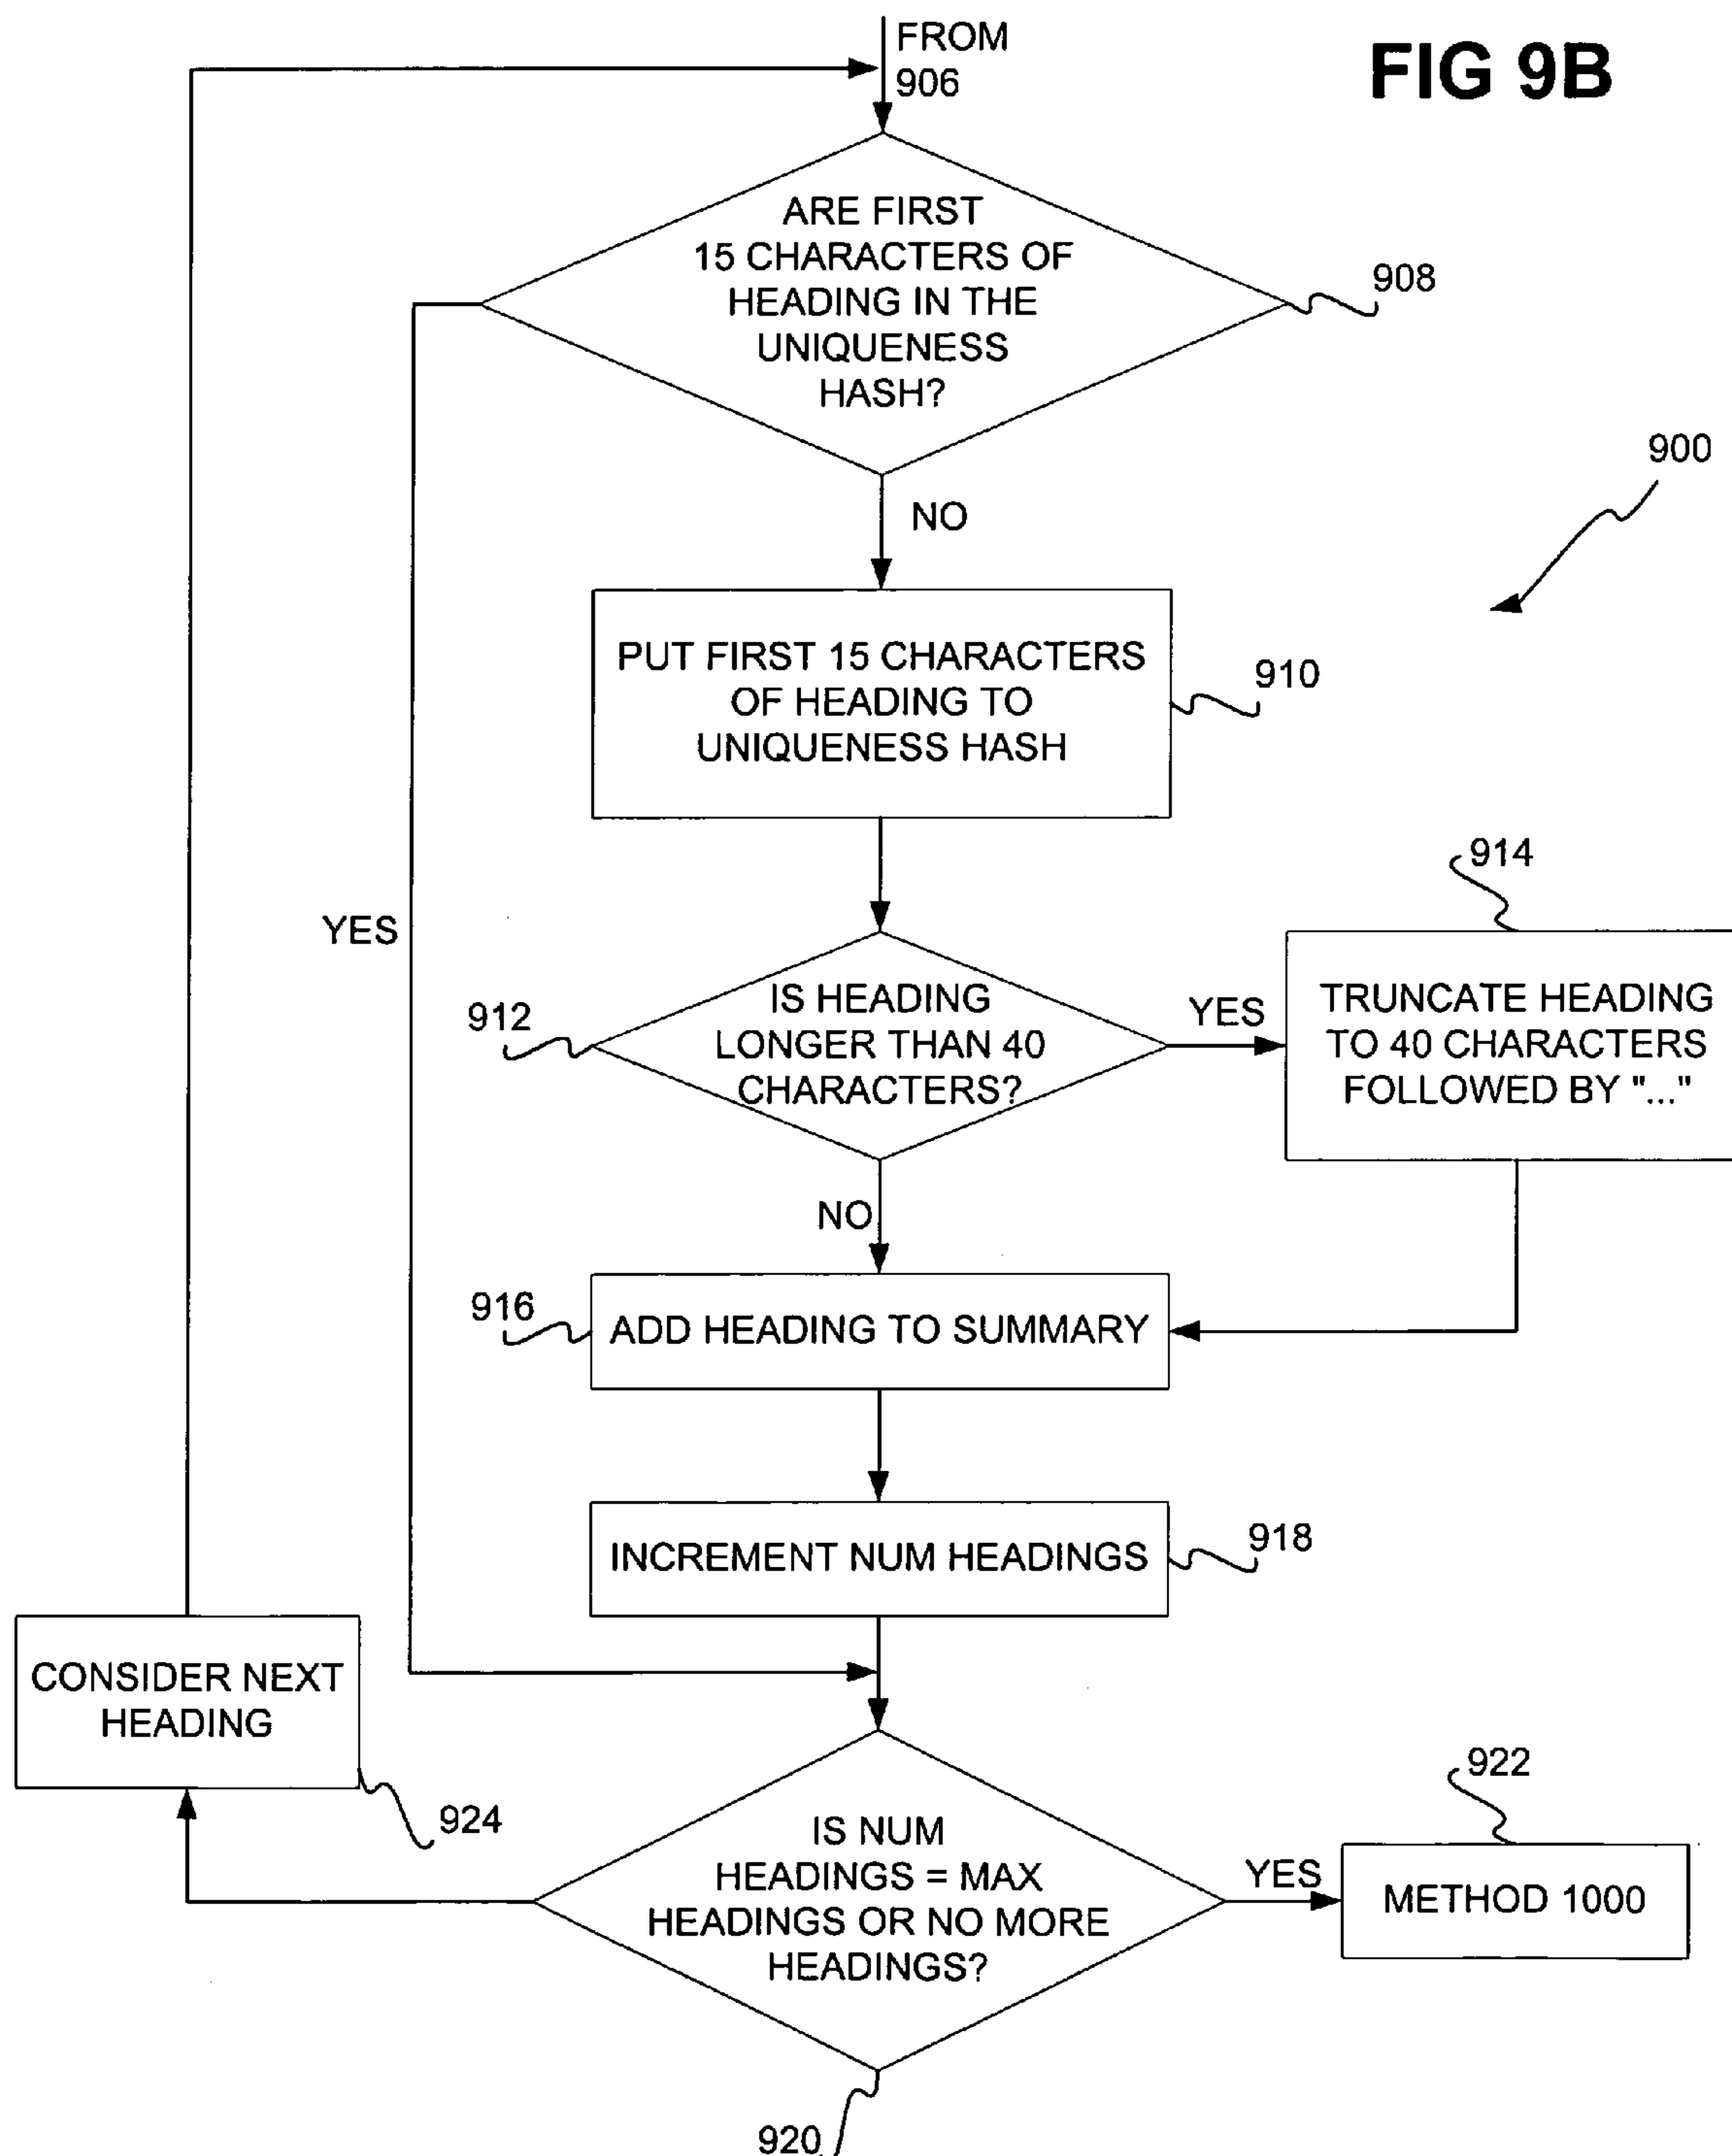 FROM
906
FIG 9B
ARE FIRST
15 CHARACTERS OF
HEADING IN THE
UNIQUENESS
HASH?
908
900
NO
PUT FIRST 15 CHARACTERS
OF HEADING TO
UNIQUENESS HASH
910
914
YES
912
IS HEADING
LONGER THAN 40
CHARACTERS?
YES
TRUNCATE HEADING
TO 40 CHARACTERS
FOLLOWED BY "..."
NO
916
ADD HEADING TO SUMMARY
INCREMENT NUM HEADINGS
918
CONSIDER NEXT
HEADING
924
IS NUM
HEADINGS = MAX
HEADINGS OR NO MORE
HEADINGS?
YES
922
METHOD 1000
920